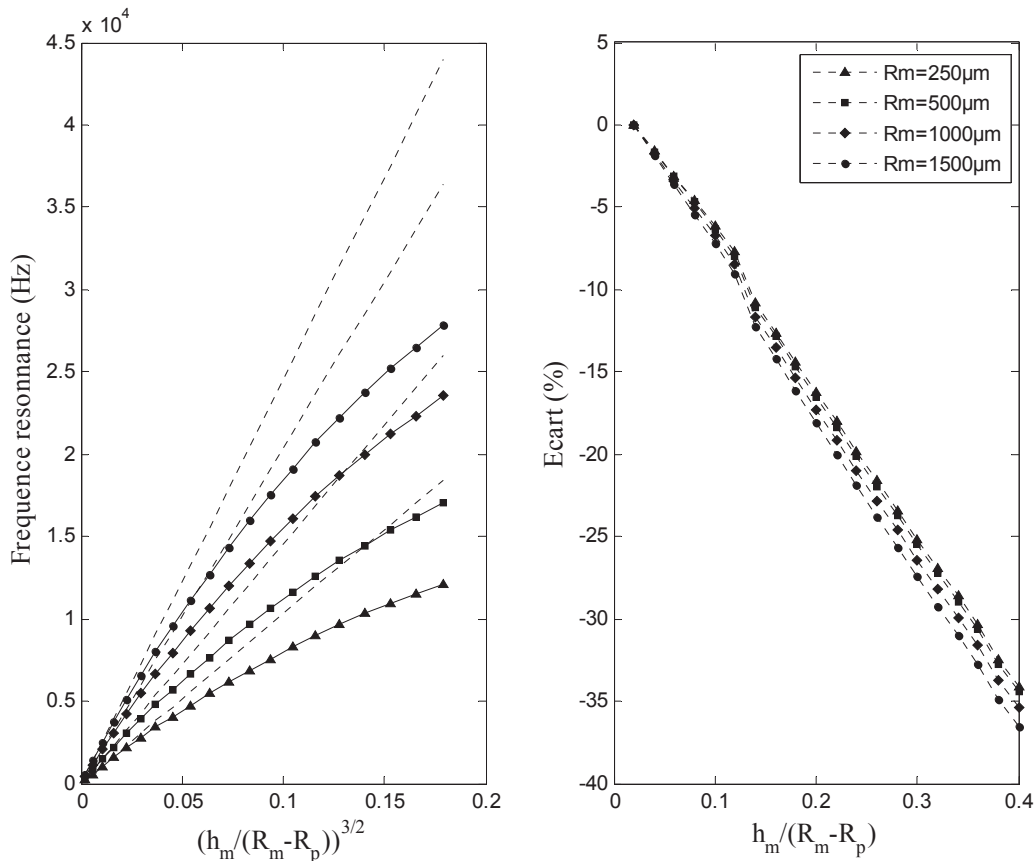 x 10⁴
4.5
4
3.5
3
2.5
2
1.5
1
0.5
0
0 0.05 0.1 0.15 0.2
Frequence resonnance (Hz)
(h_m/(R_m-R_p))^3/2
5
0
-5
-10
-15
-20
-25
-30
-35
-40
0 0.1 0.2 0.3 0.4
Ecart (%)
h_m/(R_m-R_p)
Rm=250µm
Rm=500µm
Rm=1000µm
Rm=1500µm